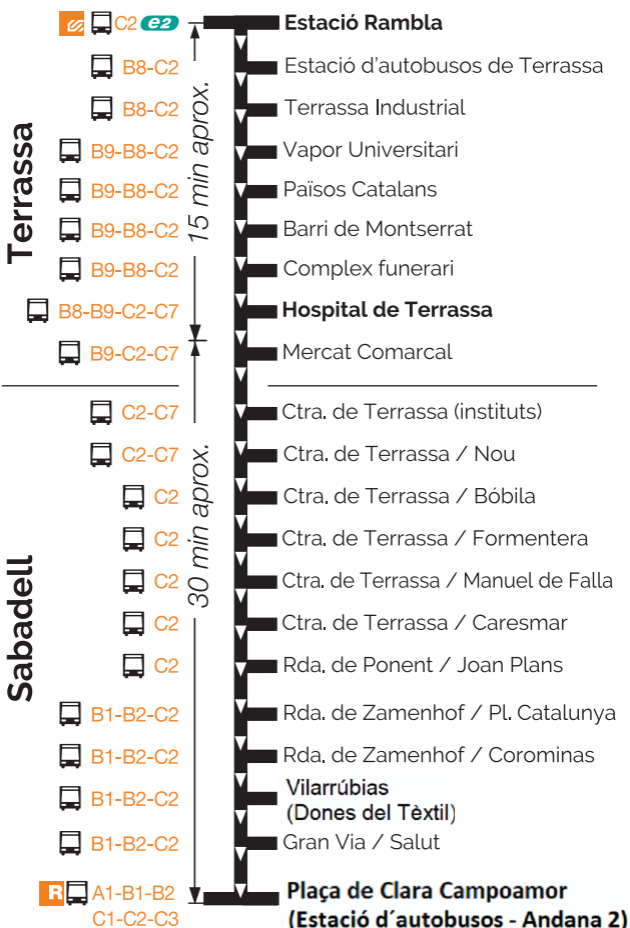 C2 e2 Estació Rambla
B8-C2 Estació d'autobusos de Terrassa
B8-C2 Terrassa Industrial
B9-B8-C2 Vapor Universitari
B9-B8-C2 Països Catalans
B9-B8-C2 Barri de Montserrat
B9-B8-C2 Complex funerari
B8-B9-C2-C7 Hospital de Terrassa
B9-C2-C7 Mercat Comarcal
Terrassa
15 min aprox.
C2-C7 Ctra. de Terrassa (instituts)
C2-C7 Ctra. de Terrassa / Nou
C2 Ctra. de Terrassa / Bóbila
C2 Ctra. de Terrassa / Formentera
C2 Ctra. de Terrassa / Manuel de Falla
C2 Ctra. de Terrassa / Caresmar
C2 Rda. de Ponent / Joan Plans
B1-B2-C2 Rda. de Zamenhof / Pl. Catalunya
B1-B2-C2 Rda. de Zamenhof / Corominas
B1-B2-C2 Vilarrúbias
(Dones del Tèxtil)
B1-B2-C2 Gran Via / Salut
R A1-B1-B2 Plaça de Clara Campoamor
C1-C2-C3 (Estació d´autobusos - Andana 2)
Sabadell
30 min aprox.